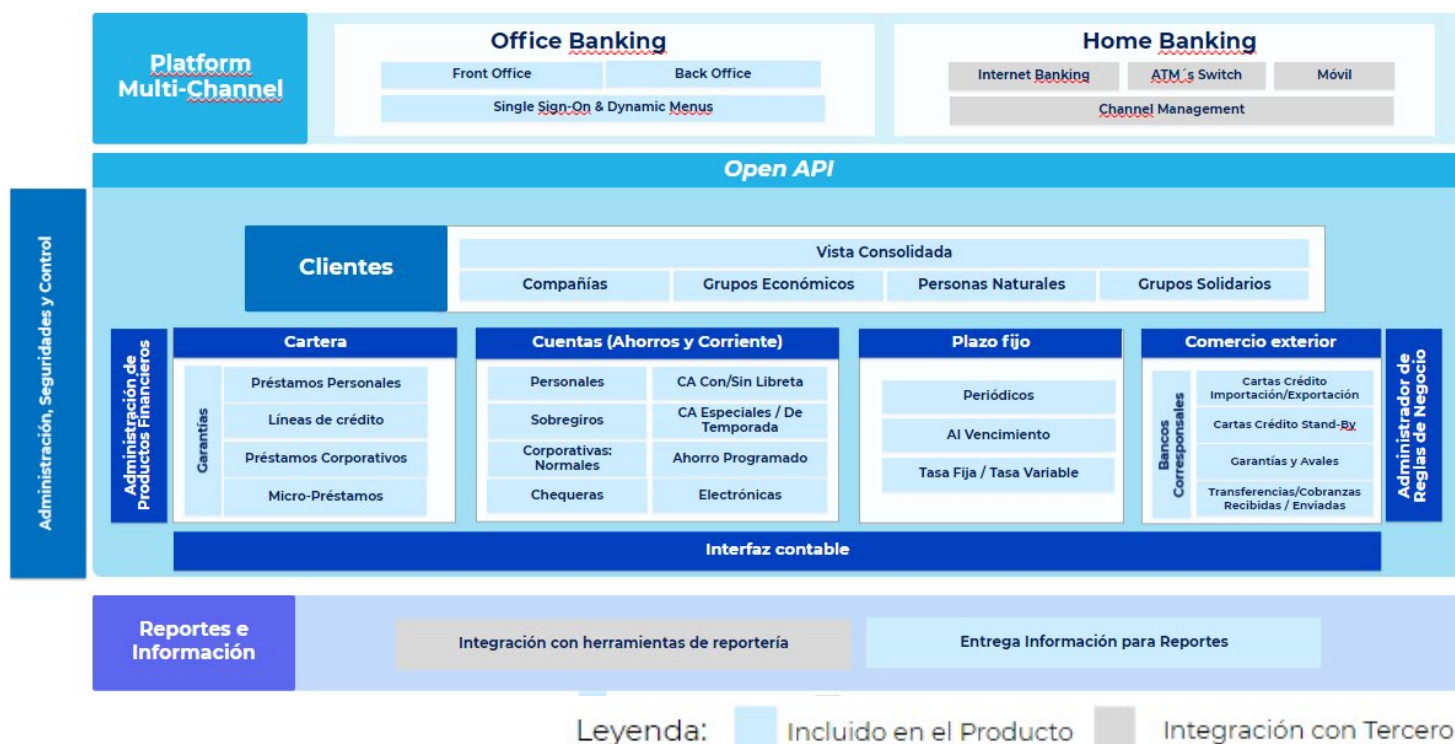 Platform
Multi-Channel
Office Banking
Front Office
Back Office
Single Sign-On & Dynamic Menus
Home Banking
Internet Banking
ATM´s Switch
Móvil
Channel Management
Open API
Administración, Seguridades y Control
Clientes
Vista Consolidada
Compañías
Grupos Económicos
Personas Naturales
Grupos Solidarios
Administración de
Productos Financieros
Cartera
Garantías
Préstamos Personales
Líneas de crédito
Préstamos Corporativos
Micro-Préstamos
Cuentas (Ahorros y Corriente)
Personales
CA Con/Sin Libreta
Sobregiros
CA Especiales / De
Temporada
Corporativas:
Normales
Ahorro Programado
Chequeras
Electrónicas
Plazo fijo
Periódicos
Al Vencimiento
Tasa Fija / Tasa Variable
Comercio exterior
Bancos
Corresponsales
Cartas Crédito
Importación/Exportación
Cartas Crédito Stand-By
Garantías y Avales
Transferencias/Cobranzas
Recibidas / Enviadas
Administrador de
Reglas de Negocio
Interfaz contable
Reportes e
Información
Integración con herramientas de reportería
Entrega Información para Reportes
Leyenda:
Incluido en el Producto
Integración con Tercero